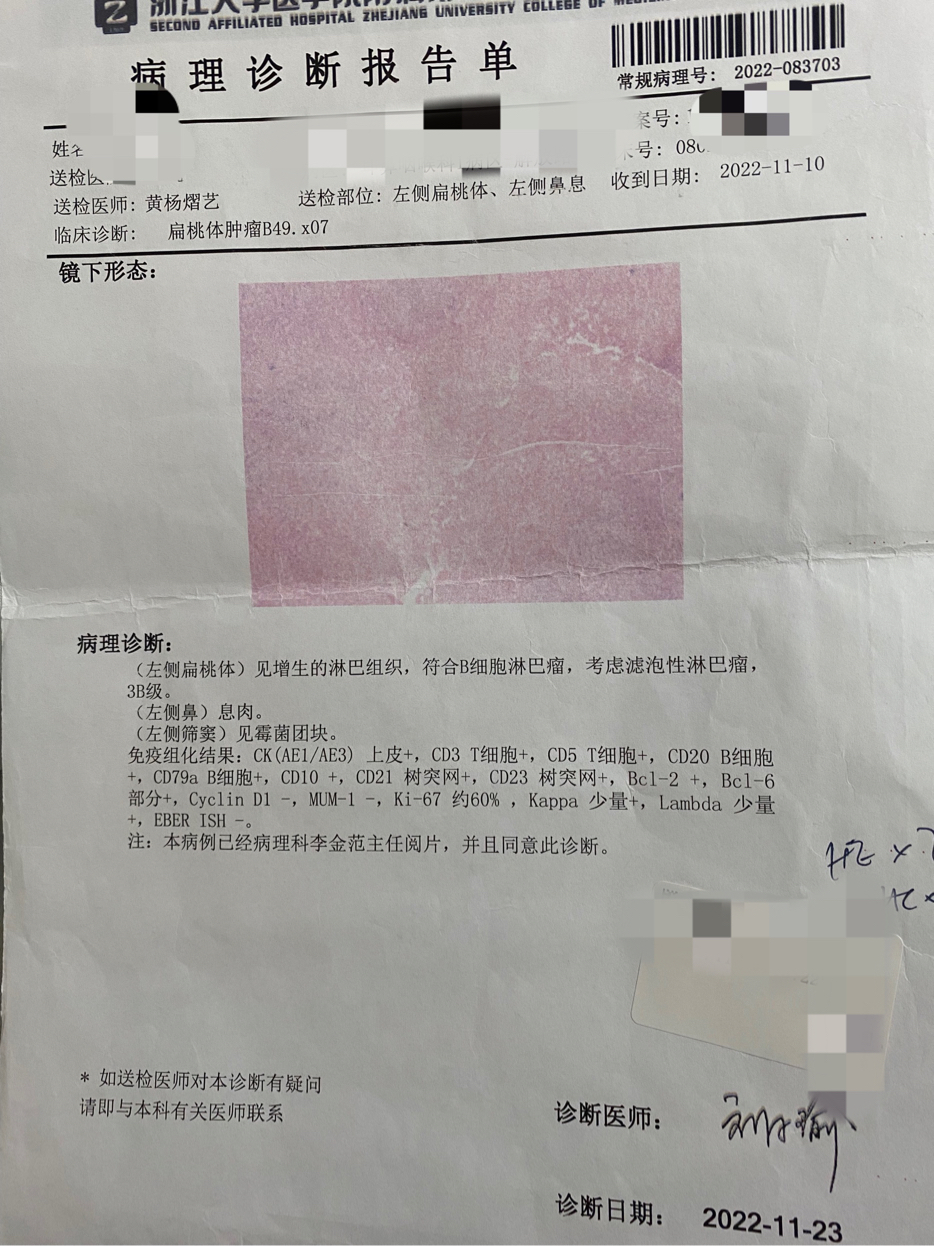 SECOND AFFILIATED HOSPITAL ZHEJIANG UNIVERSITY COLLEGE OF
病理诊断报告单
常规病理号: 2022-083703
案号:
号: 080
送检医师: 黄杨熠艺
送检部位: 左侧扁桃体、左侧鼻息
收到日期: 2022-11-10
临床诊断: 扁桃体肿瘤B49.x07
镜下形态:
病理诊断:
(左侧扁桃体)见增生的淋巴组织, 符合B细胞淋巴瘤, 考虑滤泡性淋巴瘤,
3B级。
(左侧鼻)息肉。
(左侧筛窦)见霉菌团块。
免疫组化结果: CK(AE1/AE3) 上皮+, CD3 T细胞+, CD5 T细胞+, CD20 B细胞
+, CD79a B细胞+, CD10 +, CD21 树突网+, CD23 树突网+, Bcl-2 +, Bcl-6
部分+, Cyclin D1 -, MUM-1 -, Ki-67 约60% , Kappa 少量+, Lambda 少量
+, EBER ISH -。
注: 本病例已经病理科李金范主任阅片, 并且同意此诊断。
HE ×
* 如送检医师对本诊断有疑问
请即与本科有关医师联系
诊断医师:
诊断日期: 2022-11-23